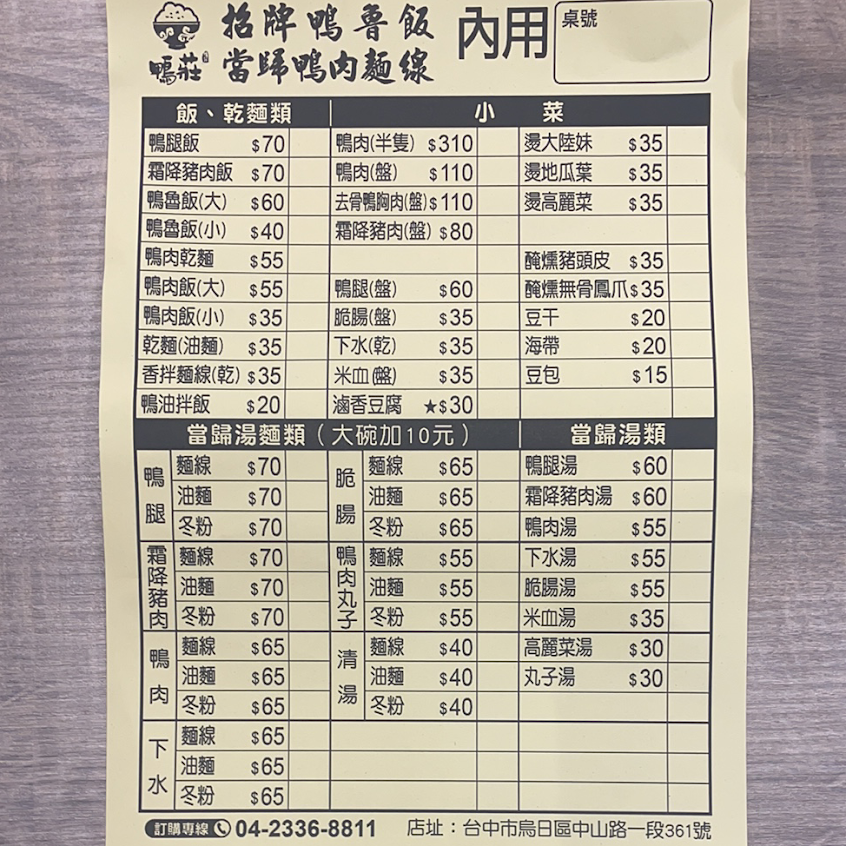 招牌鴨魯飯
當歸鴨肉麵線
鴨莊
內用
桌號
飯、乾麵類
鴨腿飯 $70
霜降豬肉飯 $70
鴨魯飯(大) $60
鴨魯飯(小) $40
鴨肉乾麵 $55
鴨肉飯(大) $55
鴨肉飯(小) $35
乾麵(油麵) $35
香拌麵線(乾) $35
鴨油拌飯 $20
小菜
鴨肉(半隻) $310
鴨肉(盤) $110
去骨鴨胸肉(盤) $110
霜降豬肉(盤) $80
鴨腿(盤) $60
脆腸(盤) $35
下水(乾) $35
米血(盤) $35
滷香豆腐 ★$30
燙大陸妹 $35
燙地瓜葉 $35
燙高麗菜 $35
醃燻豬頭皮 $35
醃燻無骨鳳爪 $35
豆干 $20
海帶 $20
豆包 $15
當歸湯麵類(大碗加10元)
鴨腿
麵線 $70
油麵 $70
冬粉 $70
霜降豬肉
麵線 $70
油麵 $70
冬粉 $70
鴨肉
麵線 $65
油麵 $65
冬粉 $65
下水
麵線 $65
油麵 $65
冬粉 $65
脆腸
麵線 $65
油麵 $65
冬粉 $65
鴨肉丸子
麵線 $55
油麵 $55
冬粉 $55
清湯
麵線 $40
油麵 $40
冬粉 $40
當歸湯類
鴨腿湯 $60
霜降豬肉湯 $60
鴨肉湯 $55
下水湯 $55
脆腸湯 $55
米血湯 $35
高麗菜湯 $30
丸子湯 $30
訂購專線 04-2336-8811
店址：台中市烏日區中山路一段361號